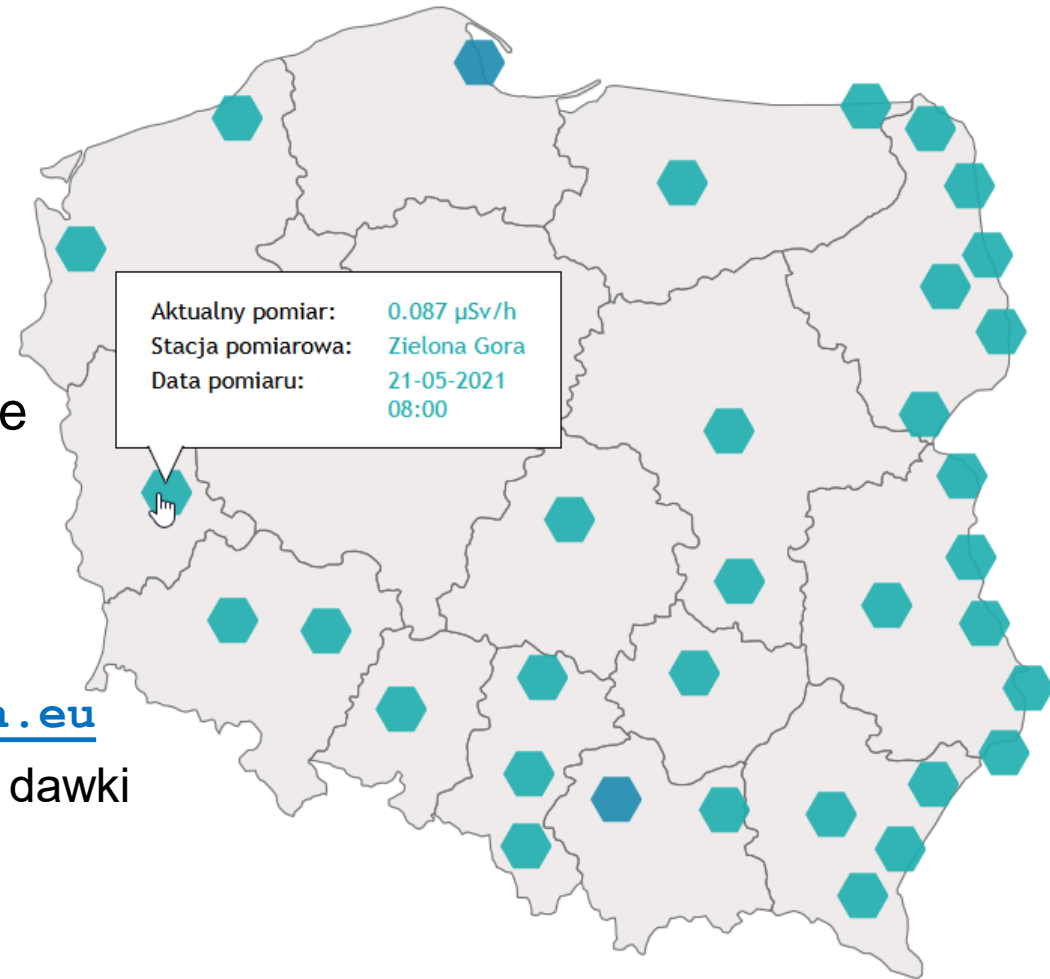 Aktualny pomiar: 0.087 µSv/h
Stacja pomiarowa: Zielona Gora
Data pomiaru: 21-05-2021
08:00
e
.eu
dawki